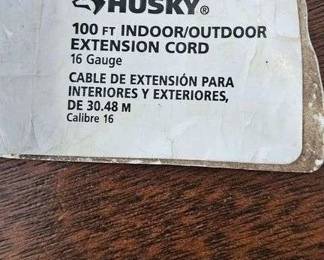 HUSKY®
100 FT INDOOR/OUTDOOR
EXTENSION CORD
16 Gauge
CABLE DE EXTENSIÓN PARA
INTERIORES Y EXTERIORES,
DE 30.48 M
Calibre 16